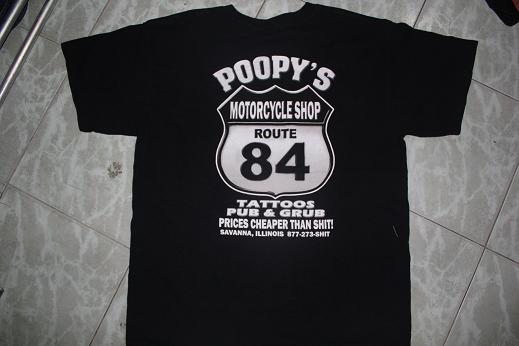 POOPY'S
MOTORCYCLE SHOP
ROUTE
84
TATTOOS
PUB & GRUB
PRICES CHEAPER THAN SHIT!
SAVANNA, ILLINOIS 877-273-SHIT